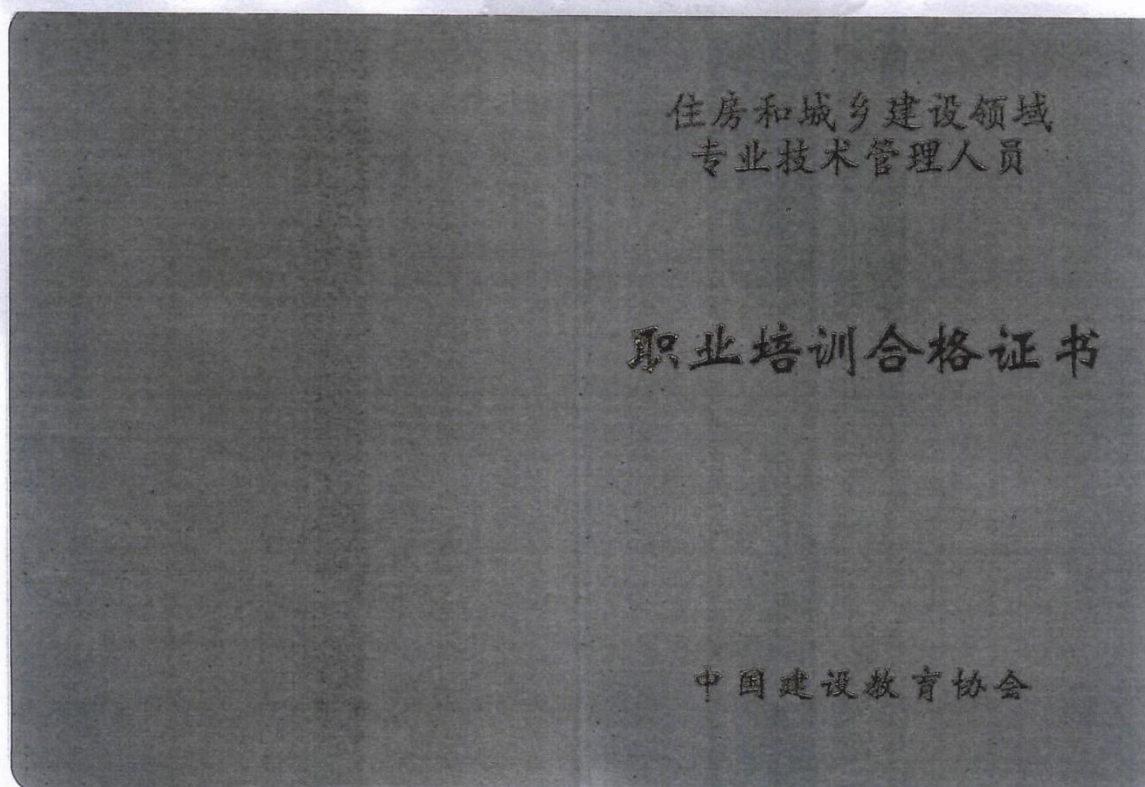 住房和城乡建设领域
专业技术管理人员
职业培训合格证书
中国建设教育协会